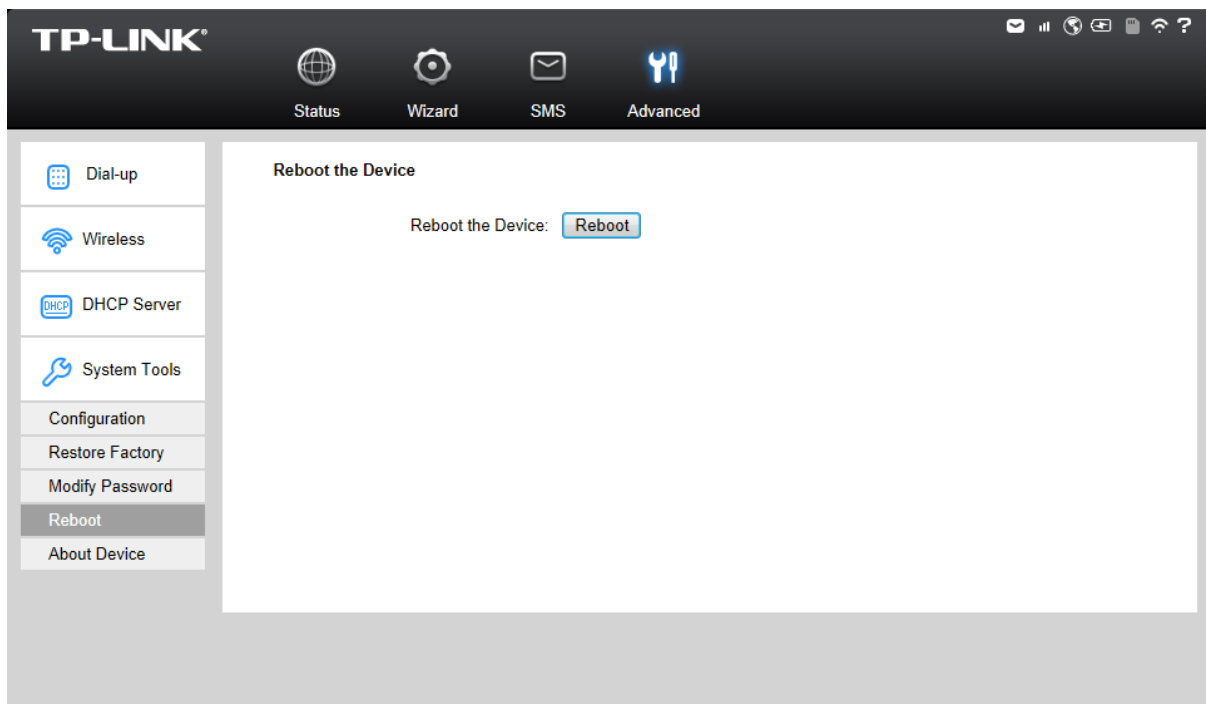 TP-LINK®
Status Wizard SMS Advanced
Dial-up
Wireless
DHCP DHCP Server
System Tools
Configuration
Restore Factory
Modify Password
Reboot
About Device
Reboot the Device
Reboot the Device: Reboot